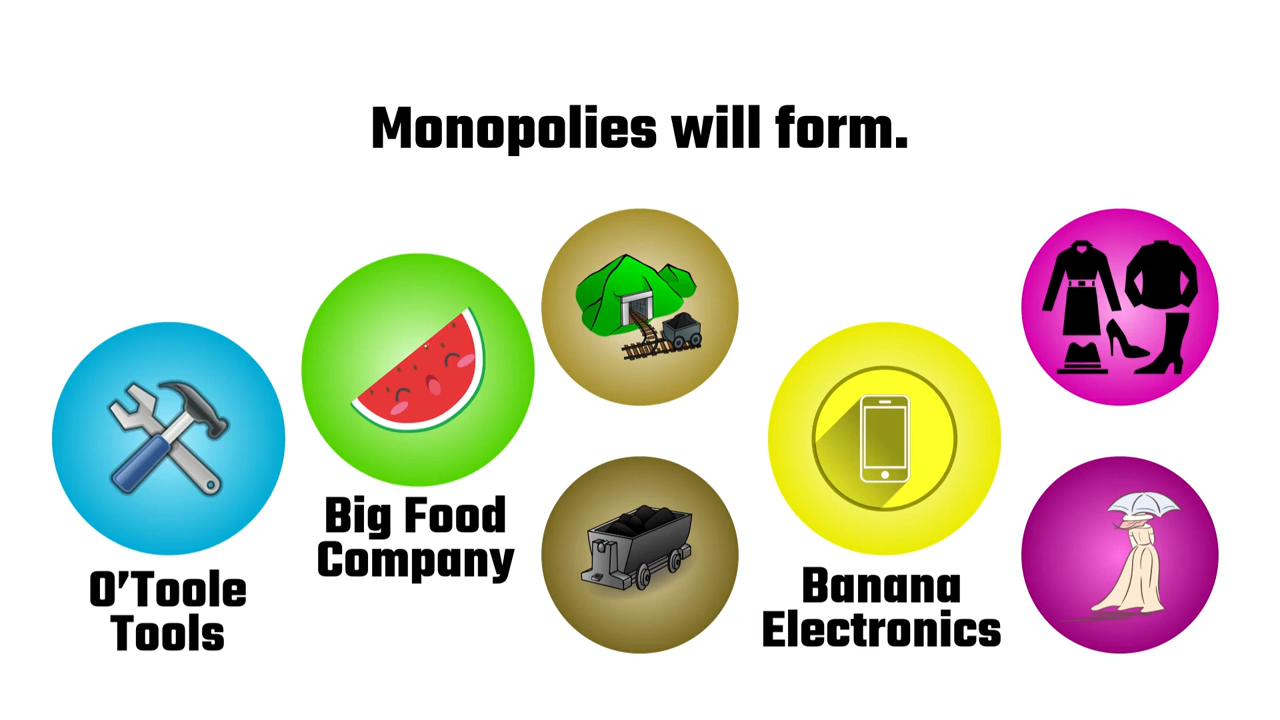 Monopolies will form.
O'Toole
Tools
Big Food
Company
Banana
Electronics